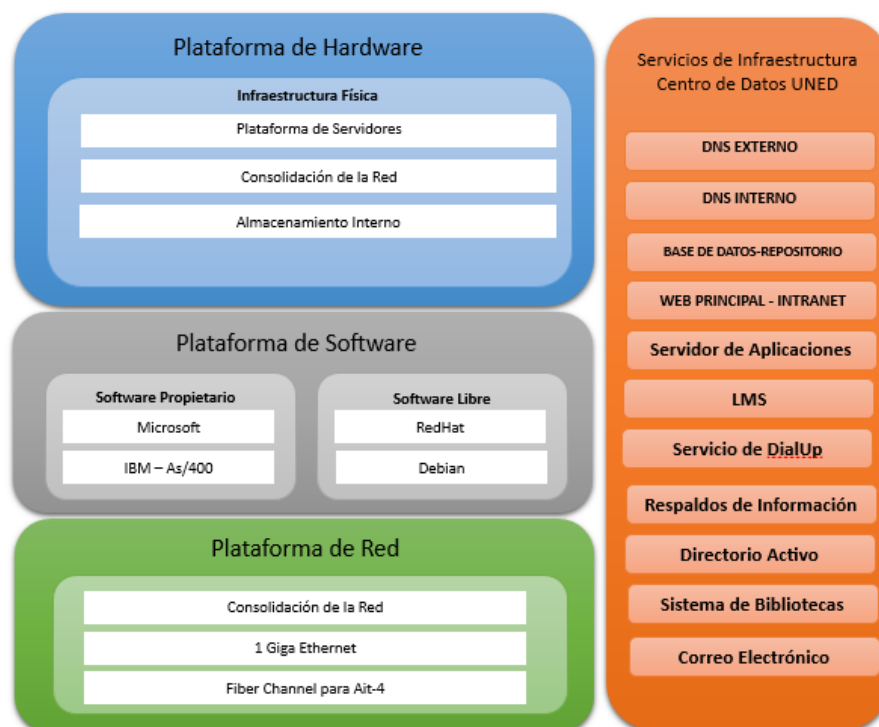 Plataforma de Hardware
Infraestructura Física
Plataforma de Servidores
Consolidación de la Red
Almacenamiento Interno
Plataforma de Software
Software Propietario
Microsoft
IBM – As/400
Software Libre
RedHat
Debian
Plataforma de Red
Consolidación de la Red
1 Giga Ethernet
Fiber Channel para Ait-4
Servicios de Infraestructura
Centro de Datos UNED
DNS EXTERNO
DNS INTERNO
BASE DE DATOS-REPOSITORIO
WEB PRINCIPAL - INTRANET
Servidor de Aplicaciones
LMS
Servicio de DialUp
Respaldos de Información
Directorio Activo
Sistema de Bibliotecas
Correo Electrónico